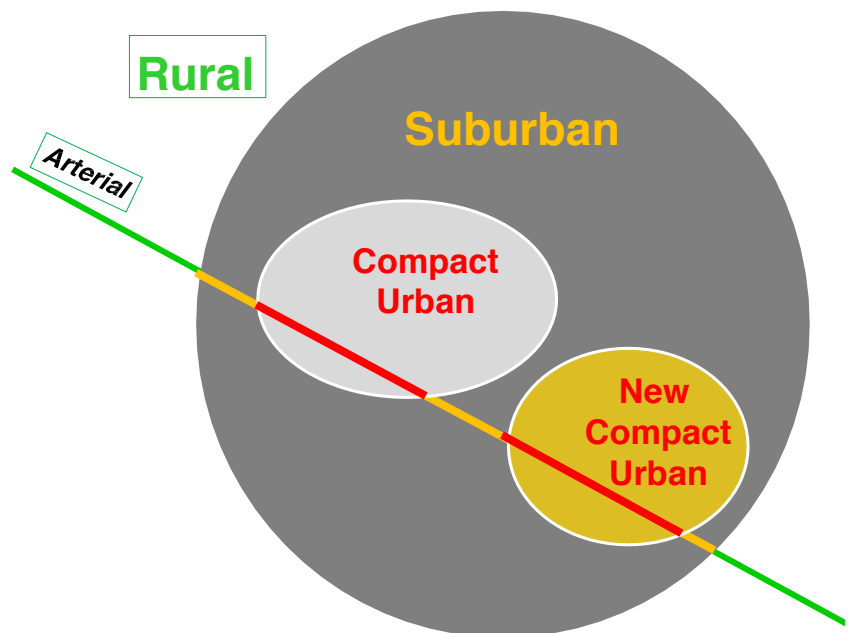 Rural
Suburban
Arterial
Compact
Urban
New
Compact
Urban